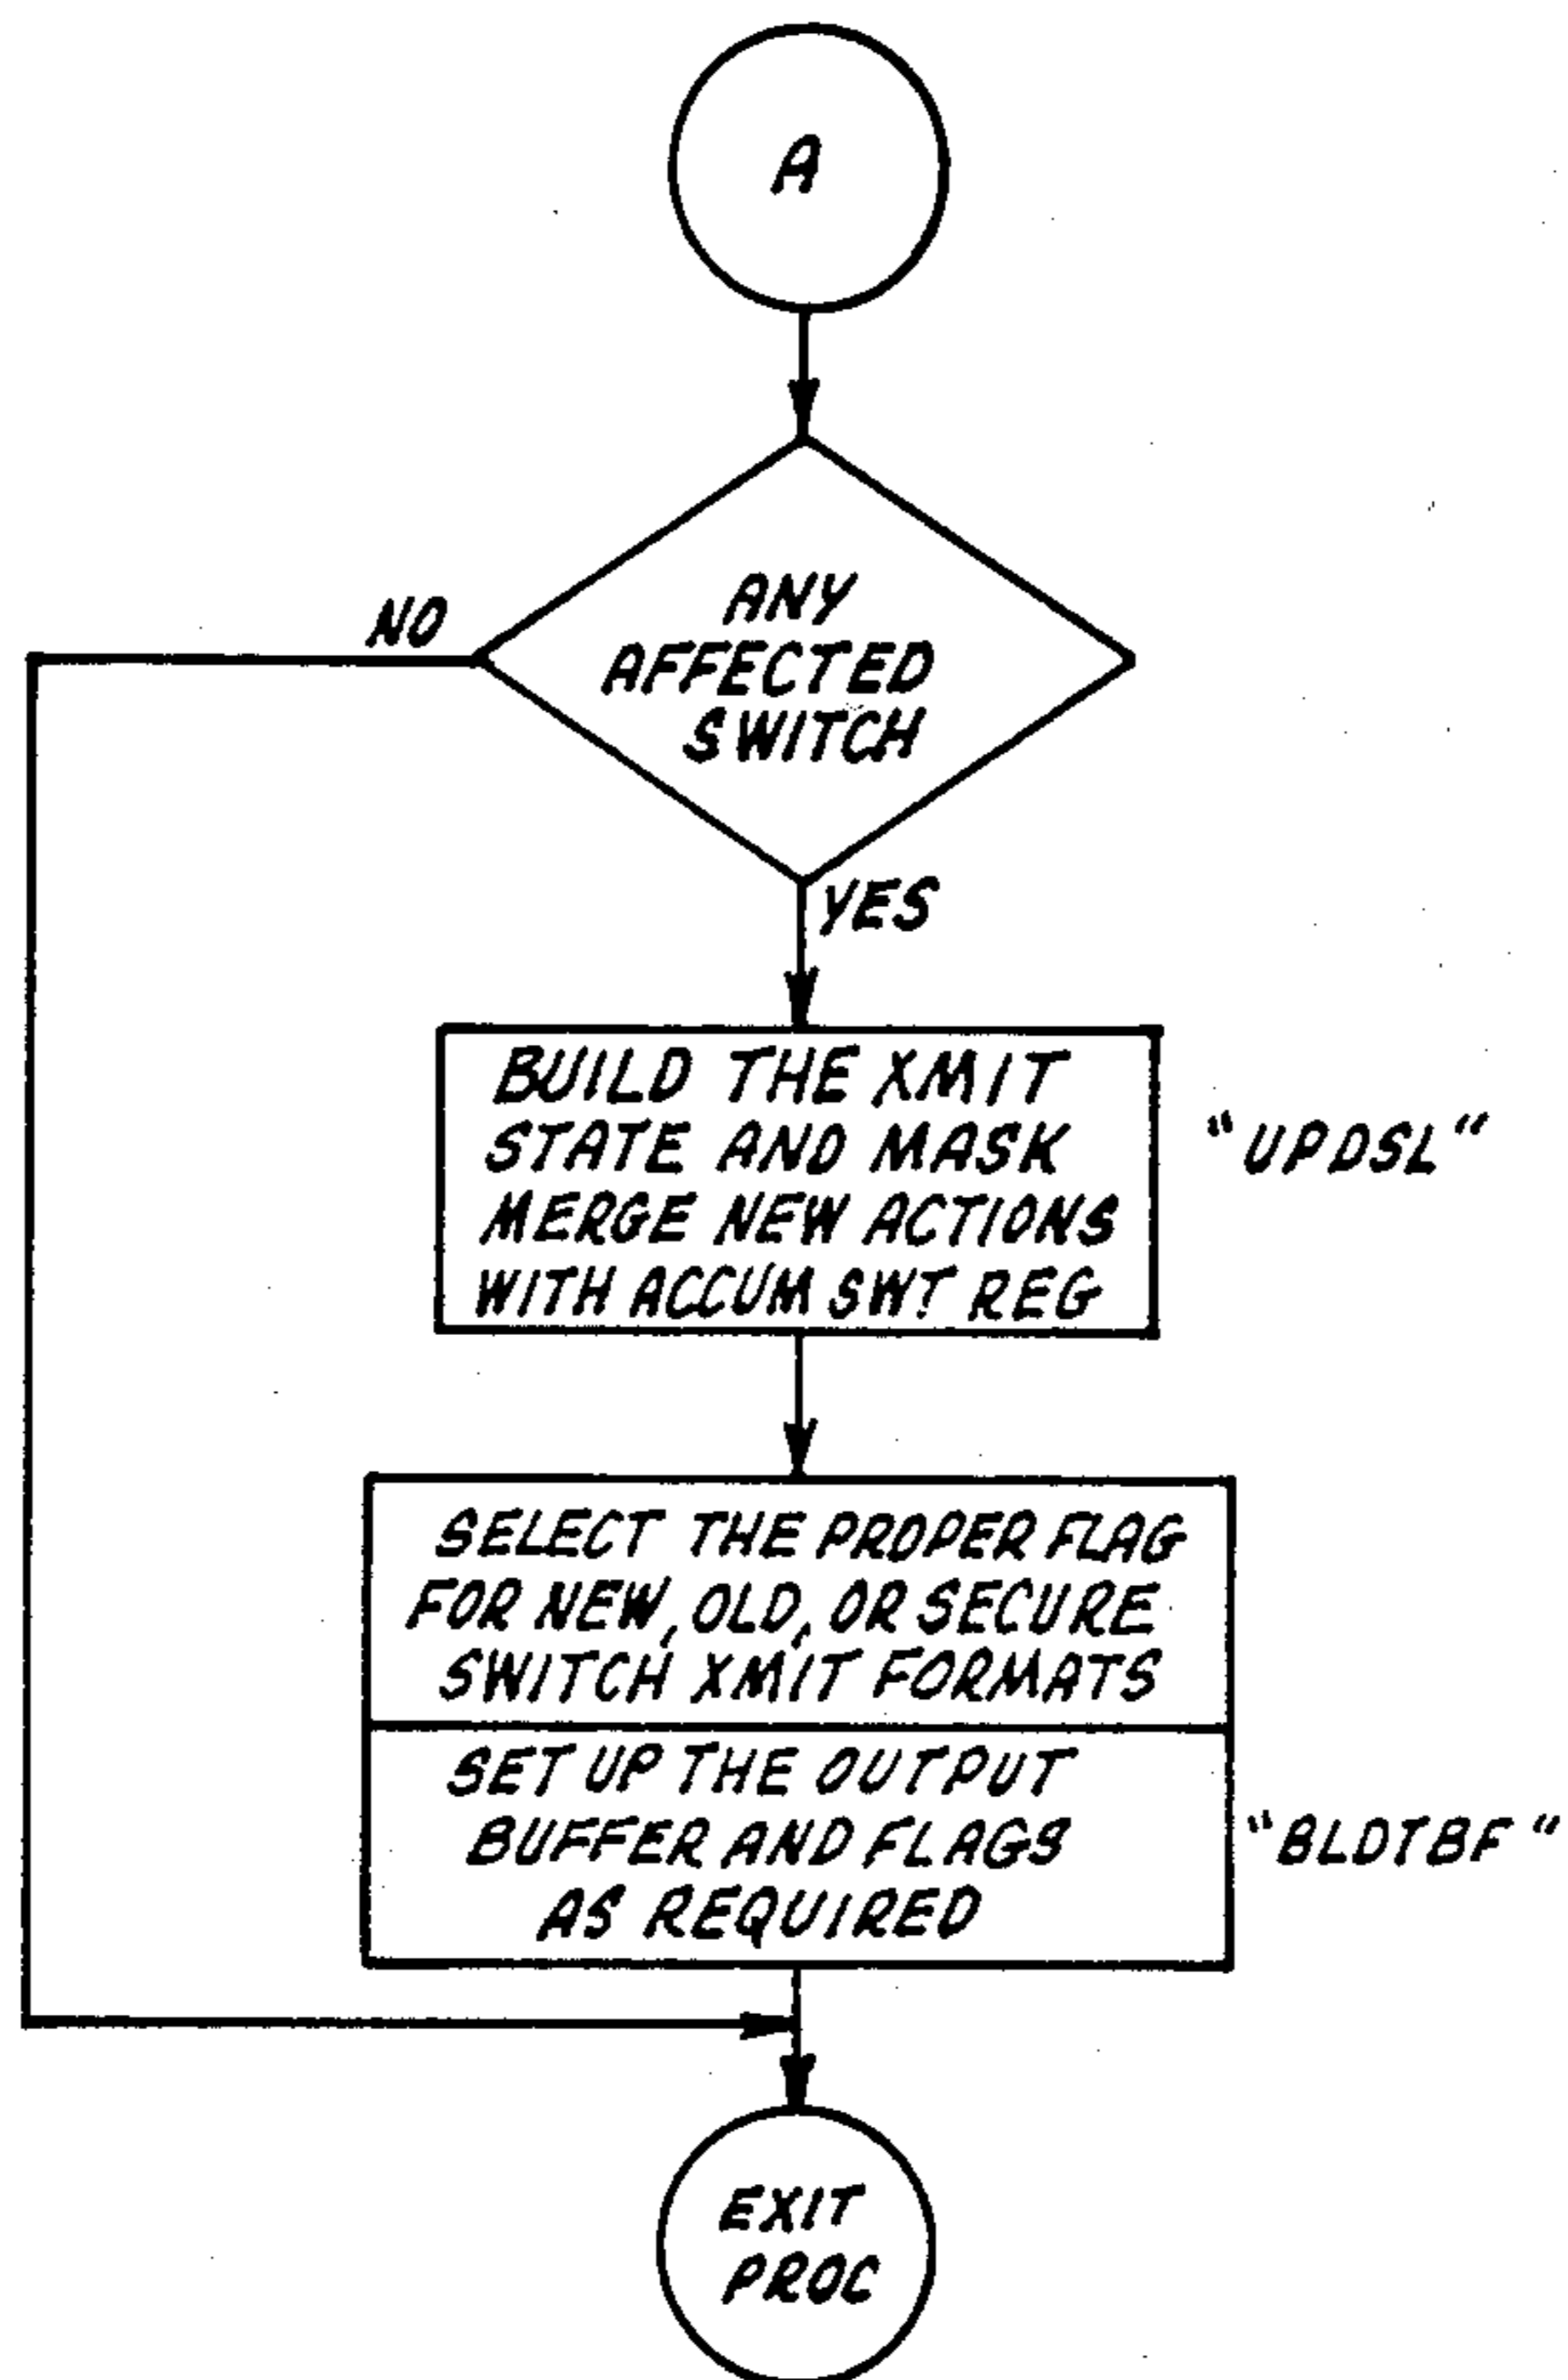 A
ANY
AFFECTED
SWITCH
NO
YES
BUILD THE XMIT
STATE AND MASK
MERGE NEW ACTIONS
WITH ACCUM SWT REG
"UPDSL"
SELECT THE PROPER FLAG
FOR NEW, OLD, OR SECURE
SWITCH XMIT FORMATS
SET UP THE OUTPUT
BUFFER AND FLAGS
AS REQUIRED
"BLDTBF"
EXIT
PROC